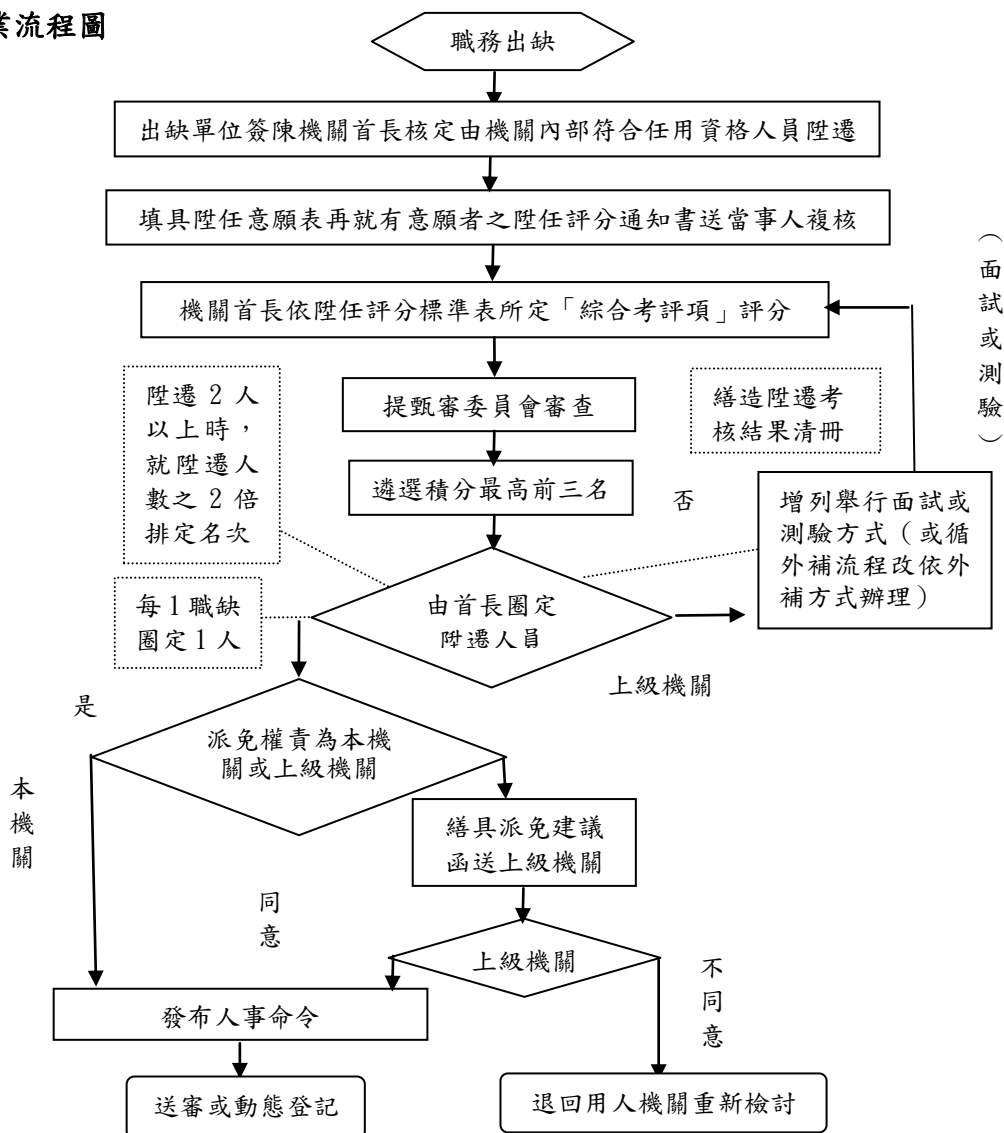 業流程圖
職務出缺
出缺單位簽陳機關首長核定由機關內部符合任用資格人員陞遷
填具陞任意願表再就有意願者之陞任評分通知書送當事人複核
機關首長依陞任評分標準表所定「綜合考評項」評分
（面試或測驗）
陞遷 2 人
以上時，
就陞遷人
數之 2 倍
排定名次
提甄審委員會審查
繕造陞遷考
核結果清冊
遴選積分最高前三名
否
增列舉行面試或
測驗方式（或循
外補流程改依外
補方式辦理）
每 1 職缺
圈定 1 人
由首長圈定
陞遷人員
上級機關
是
派免權責為本機
關或上級機關
本機關
繕具派免建議
函送上級機關
同意
上級機關
不同意
發布人事命令
送審或動態登記
退回用人機關重新檢討